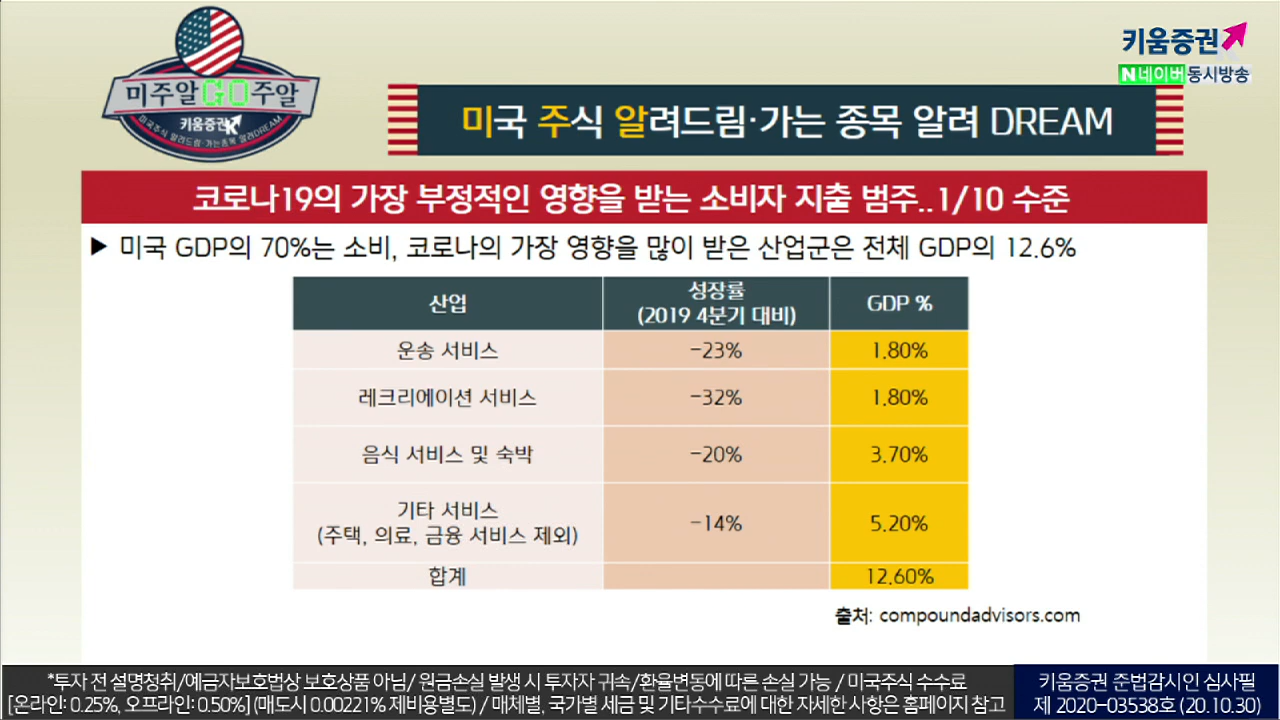 미주알GO주알
키움증권
미국주식 알려드림·가는종목 알려DREAM
키움증권
N네이버 동시방송
미국 주식 알려드림·가는 종목 알려 DREAM
코로나19의 가장 부정적인 영향을 받는 소비자 지출 범주..1/10 수준
▶ 미국 GDP의 70%는 소비, 코로나의 가장 영향을 많이 받은 산업군은 전체 GDP의 12.6%
산업 성장률 (2019 4분기 대비) GDP %
운송 서비스 -23% 1.80%
레크리에이션 서비스 -32% 1.80%
음식 서비스 및 숙박 -20% 3.70%
기타 서비스 (주택, 의료, 금융 서비스 제외) -14% 5.20%
합계 12.60%
출처: compoundadvisors.com
*투자 전 설명청취/예금자보호법상 보호상품 아님/ 원금손실 발생 시 투자자 귀속/환율변동에 따른 손실 가능 / 미국주식 수수료
[온라인: 0.25%, 오프라인: 0.50%] (매도시 0.00221% 제비용별도) / 매체별, 국가별 세금 및 기타수수료에 대한 자세한 사항은 홈페이지 참고
키움증권 준법감시인 심사필
제 2020-03538호 (20.10.30)